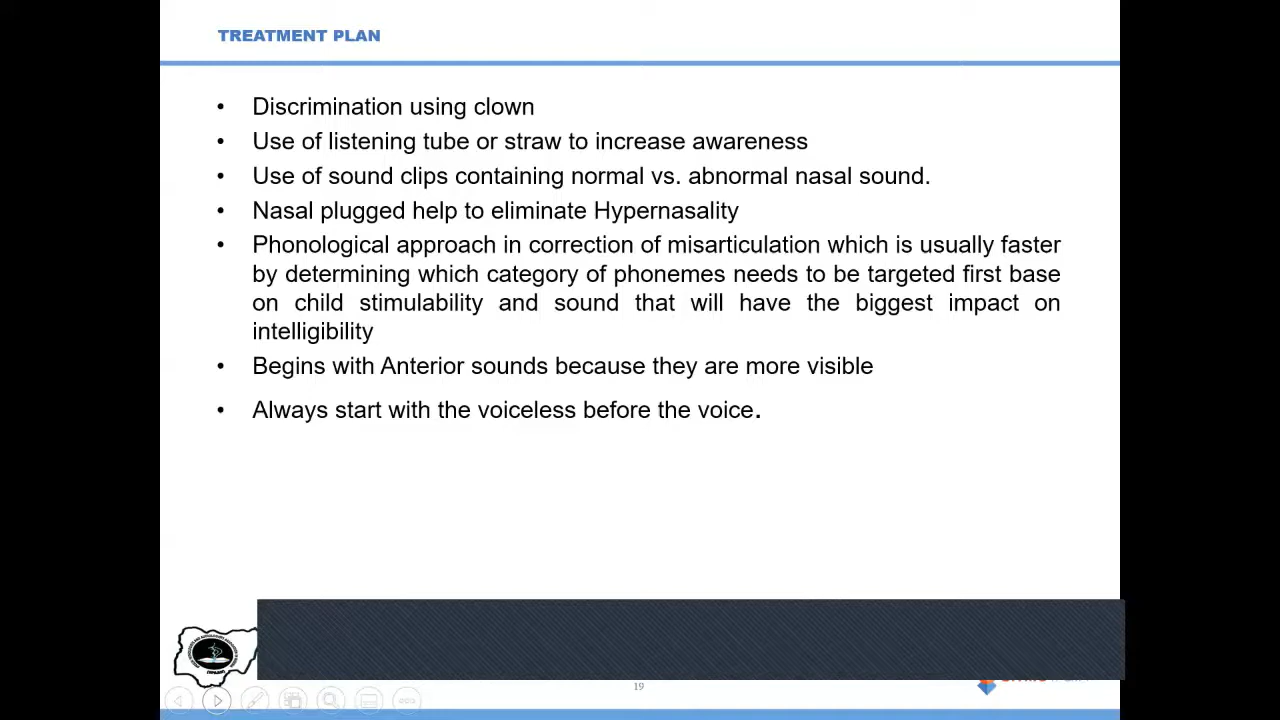 TREATMENT PLAN
• Discrimination using clown
• Use of listening tube or straw to increase awareness
• Use of sound clips containing normal vs. abnormal nasal sound.
• Nasal plugged help to eliminate Hypernasality
• Phonological approach in correction of misarticulation which is usually faster
by determining which category of phonemes needs to be targeted first base
on child stimulability and sound that will have the biggest impact on
intelligibility
• Begins with Anterior sounds because they are more visible
• Always start with the voiceless before the voice.
19